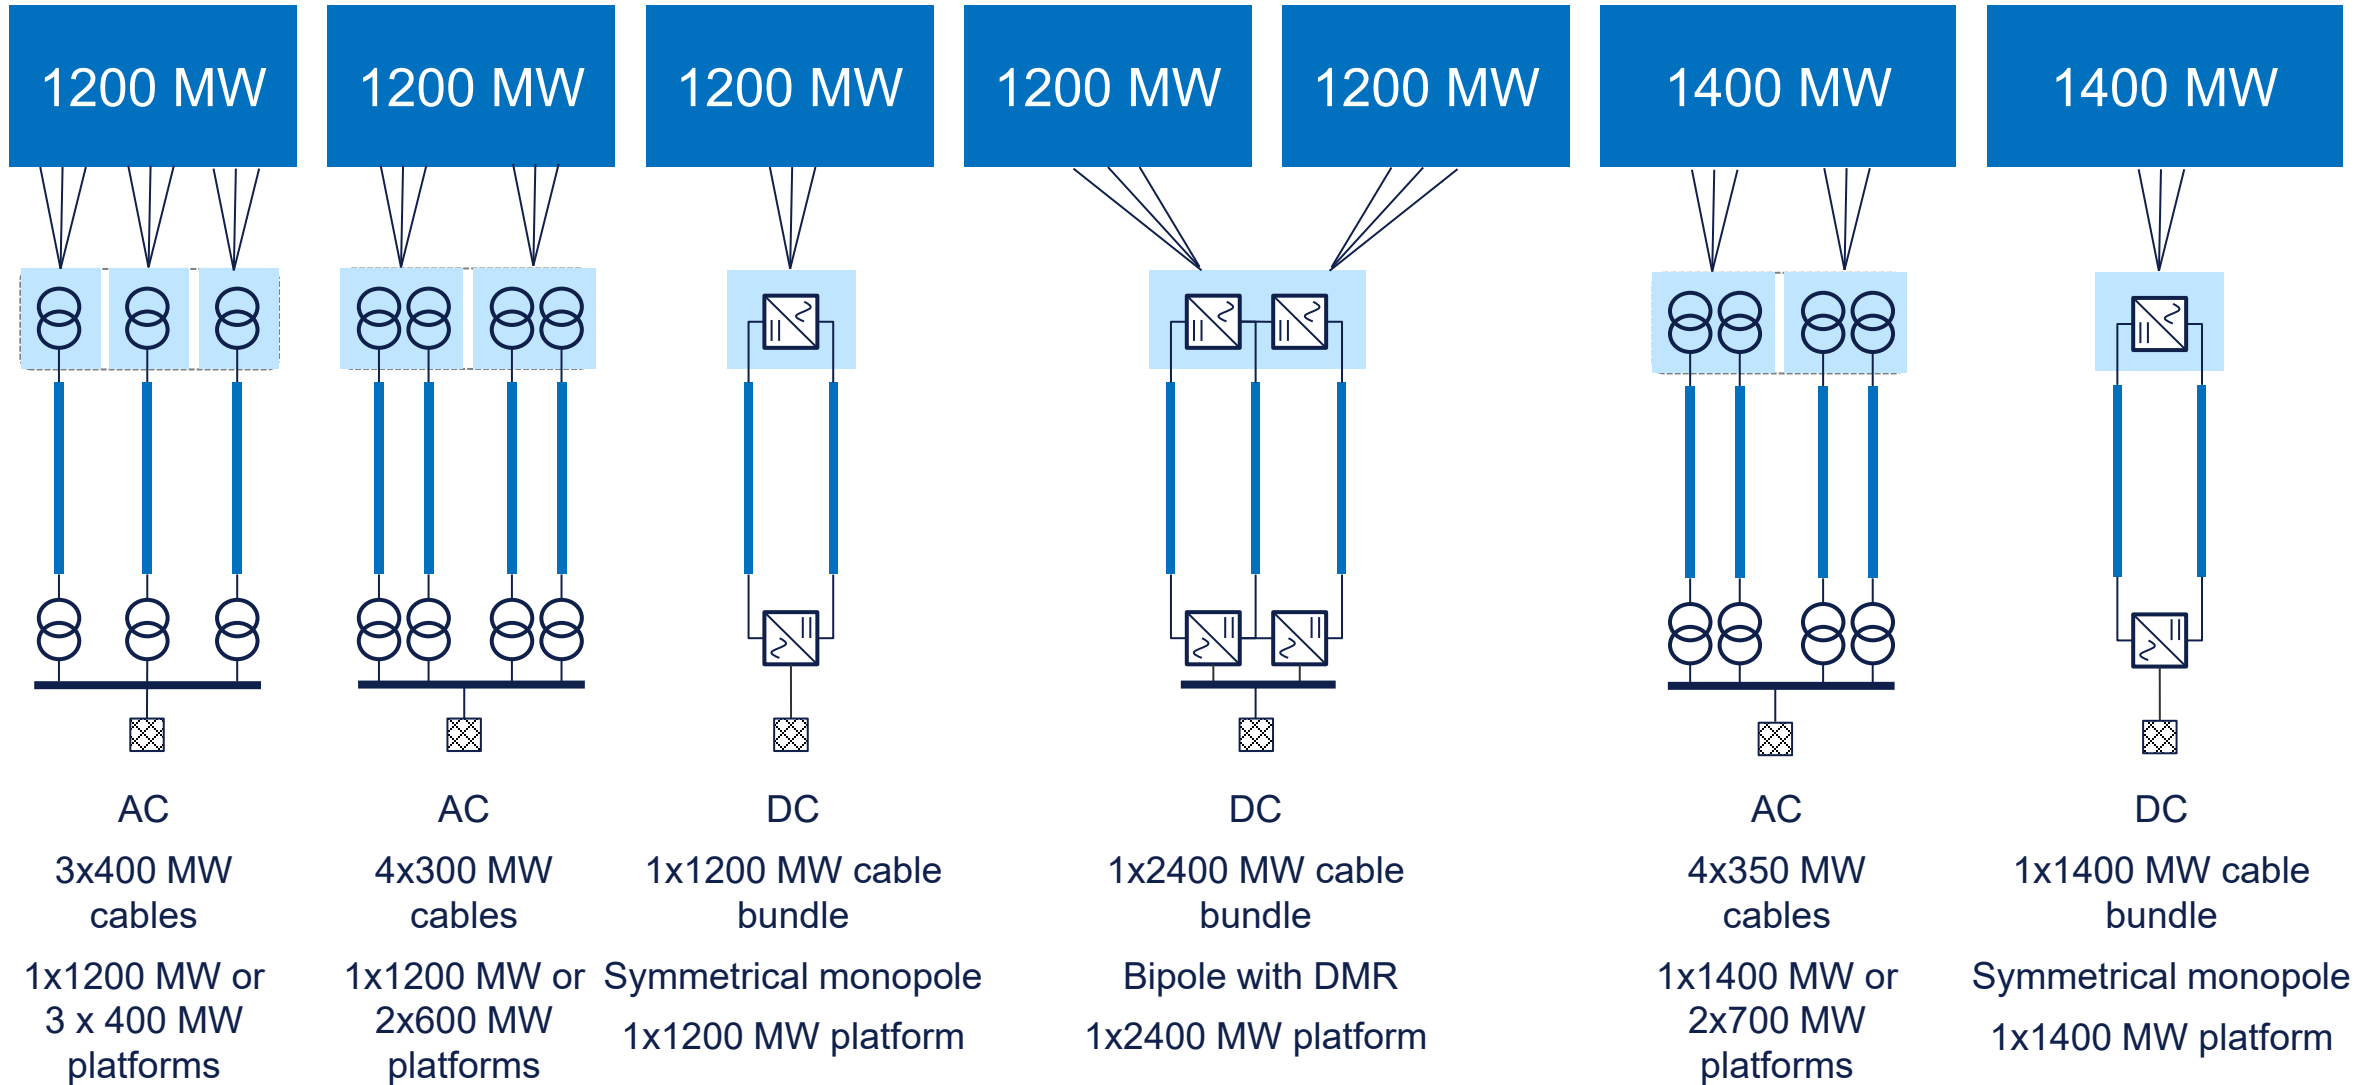 1200 MW
1200 MW
1200 MW
1200 MW
1200 MW
1400 MW
1400 MW
AC
3x400 MW
cables
1x1200 MW or
3 x 400 MW
platforms
AC
4x300 MW
cables
1x1200 MW or
2x600 MW
platforms
DC
1x1200 MW cable
bundle
Symmetrical monopole
1x1200 MW platform
DC
1x2400 MW cable
bundle
Bipole with DMR
1x2400 MW platform
AC
4x350 MW
cables
1x1400 MW or
2x700 MW
platforms
DC
1x1400 MW cable
bundle
Symmetrical monopole
1x1400 MW platform